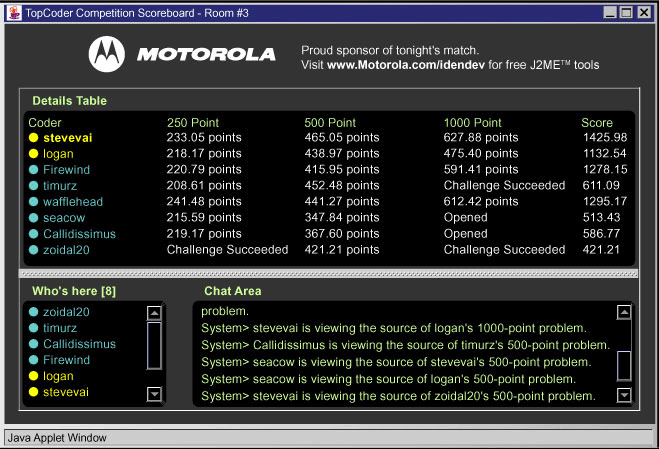 TopCoder Competition Scoreboard - Room #3
MOTOROLA
Proud sponsor of tonight's match.
Visit www.Motorola.com/idendev for free J2ME™ tools
Details Table
Coder 250 Point 500 Point 1000 Point Score
stevevai 233.05 points 465.05 points 627.88 points 1425.98
logan 218.17 points 438.97 points 475.40 points 1132.54
Firewind 220.79 points 415.95 points 591.41 points 1278.15
timurz 208.61 points 452.48 points Challenge Succeeded 611.09
wafflehead 241.48 points 441.27 points 612.42 points 1295.17
seacow 215.59 points 347.84 points Opened 513.43
Callidissimus 219.17 points 367.60 points Opened 586.77
zoidal20 Challenge Succeeded 421.21 points Challenge Succeeded 421.21
Who's here [8]
zoidal20
timurz
Callidissimus
Firewind
logan
stevevai
Chat Area
problem.
System> stevevai is viewing the source of logan's 1000-point problem.
System> Callidissimus is viewing the source of timurz's 500-point problem.
System> seacow is viewing the source of stevevai's 500-point problem.
System> seacow is viewing the source of logan's 500-point problem.
System> stevevai is viewing the source of zoidal20's 500-point problem.
Java Applet Window